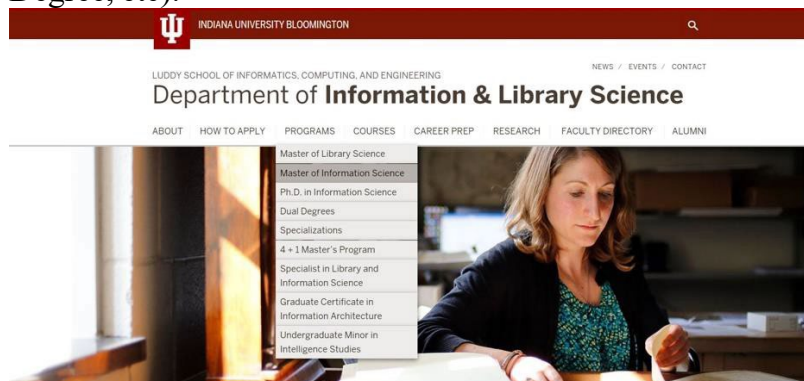 Degree, etc).
INDIANA UNIVERSITY BLOOMINGTON
NEWS / EVENTS / CONTACT
LUDDY SCHOOL OF INFORMATICS, COMPUTING, AND ENGINEERING
Department of Information & Library Science
ABOUT HOW TO APPLY PROGRAMS COURSES CAREER PREP RESEARCH FACULTY DIRECTORY ALUMNI
Master of Library Science
Master of Information Science
Ph.D. in Information Science
Dual Degrees
Specializations
4 + 1 Master's Program
Specialist in Library and
Information Science
Graduate Certificate in
Information Architecture
Undergraduate Minor in
Intelligence Studies